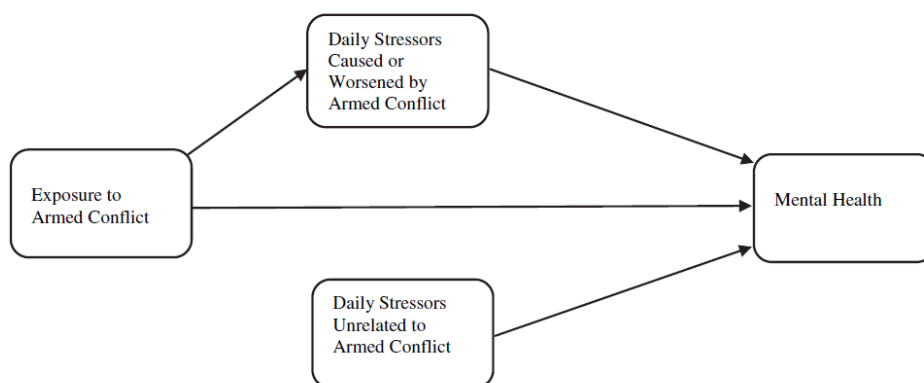 Daily Stressors
Caused or
Worsened by
Armed Conflict
Exposure to
Armed Conflict
Mental Health
Daily Stressors
Unrelated to
Armed Conflict